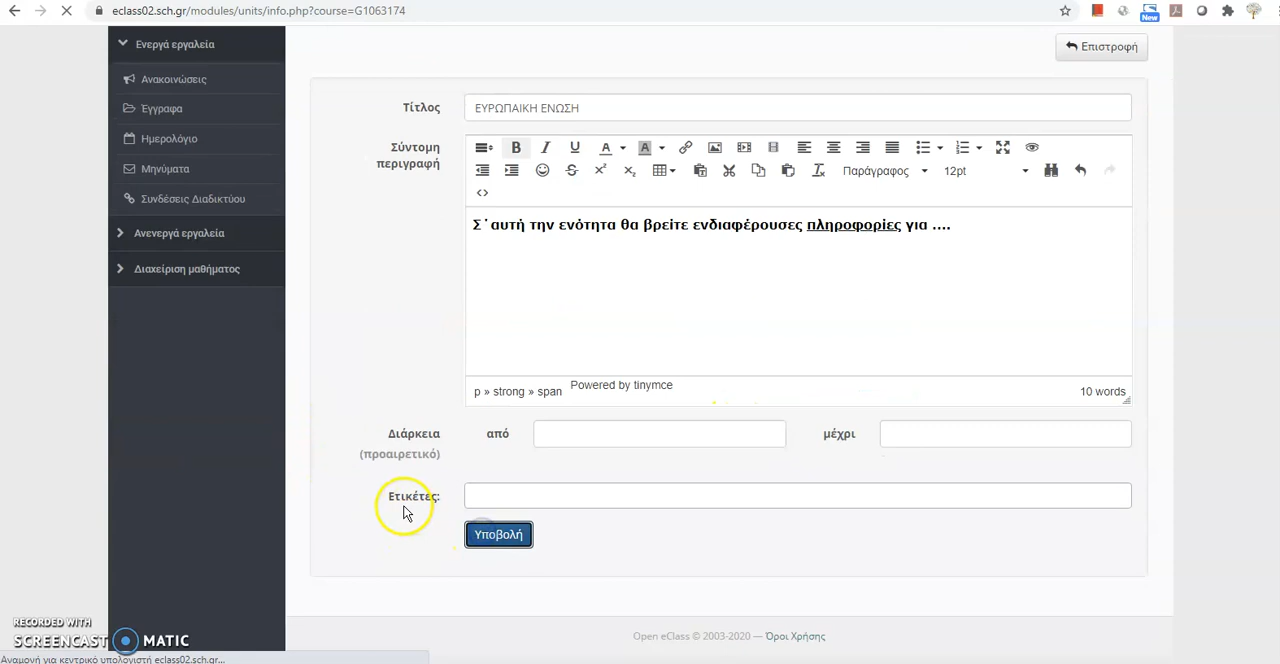 eclass02.sch.gr/modules/units/info.php?course=G1063174
New
Ενεργά εργαλεία
Ανακοινώσεις
Έγγραφα
Ημερολόγιο
Μηνύματα
Συνδέσεις Διαδικτύου
Ανενεργά εργαλεία
Διαχείριση μαθήματος
Επιστροφή
Τίτλος
ΕΥΡΩΠΑΙΚΗ ΕΝΩΣΗ
Σύντομη
περιγραφή
Παράγραφος 12pt
Σ΄αυτή την ενότητα θα βρείτε ενδιαφέρουσες πληροφορίες για ....
p » strong » span Powered by tinymce 10 words
Διάρκεια από μέχρι
(προαιρετικό)
Ετικέτες:
Υποβολή
Open eClass © 2003-2020 — Όροι Χρήσης
RECORDED WITH
SCREENCAST MATIC
Αναμονή για κεντρικό υπολογιστή eclass02.sch.gr...